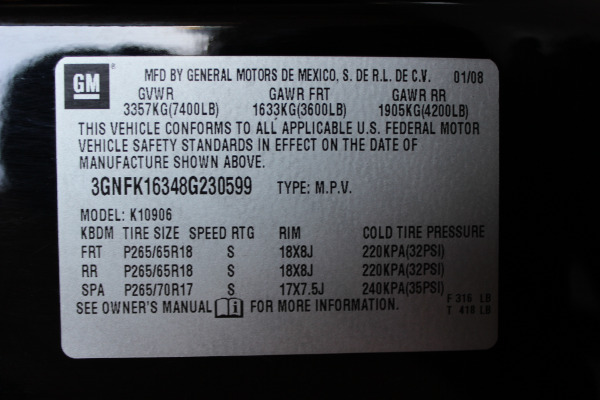 GM ® MFD BY GENERAL MOTORS DE MEXICO, S. DE R.L. DE C.V. 01/08
GVWR GAWR FRT GAWR RR
3357KG(7400LB) 1633KG(3600LB) 1905KG(4200LB)
THIS VEHICLE CONFORMS TO ALL APPLICABLE U.S. FEDERAL MOTOR
VEHICLE SAFETY STANDARDS IN EFFECT ON THE DATE OF
MANUFACTURE SHOWN ABOVE.
3GNFK16348G230599 TYPE: M.P.V.
MODEL: K10906
KBDM TIRE SIZE SPEED RTG RIM COLD TIRE PRESSURE
FRT P265/65R18 S 18X8J 220KPA(32PSI)
RR P265/65R18 S 18X8J 220KPA(32PSI)
SPA P265/70R17 S 17X7.5J 240KPA(35PSI)
SEE OWNER'S MANUAL i FOR MORE INFORMATION.
F 316 LB
T 418 LB